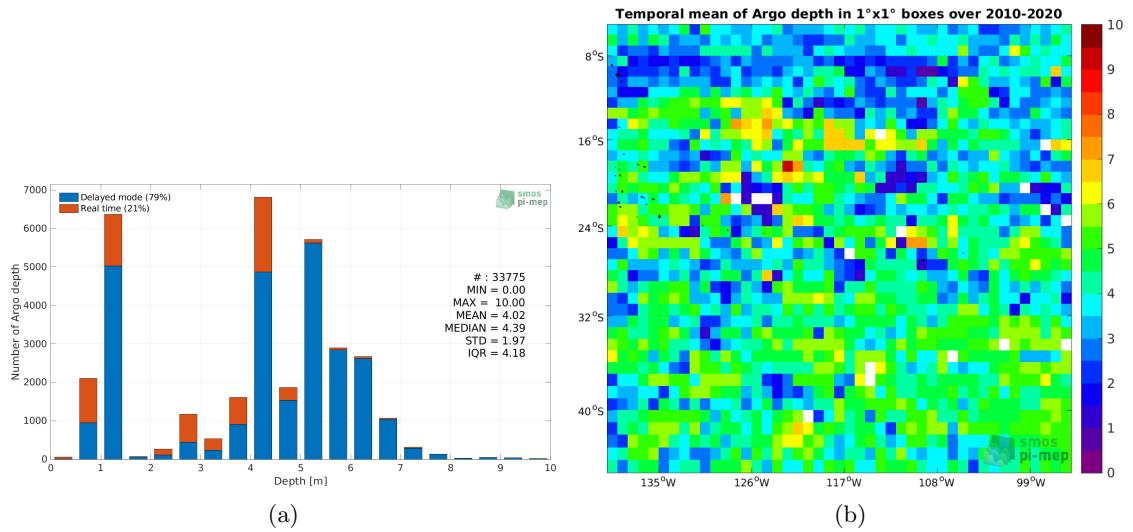 Temporal mean of Argo depth in 1°x1° boxes over 2010-2020
7000
6000
5000
4000
3000
2000
1000
0
Number of Argo depth
Delayed mode (79%)
Real time (21%)
smos
pi-mep
# : 33775
MIN = 0.00
MAX = 10.00
MEAN = 4.02
MEDIAN = 4.39
STD = 1.97
IQR = 4.18
0 1 2 3 4 5 6 7 8 9 10
Depth [m]
(a)
8°S
16°S
24°S
32°S
40°S
135°W 126°W 117°W 108°W 99°W
smos
pi-mep
10
9
8
7
6
5
4
3
2
1
0
(b)